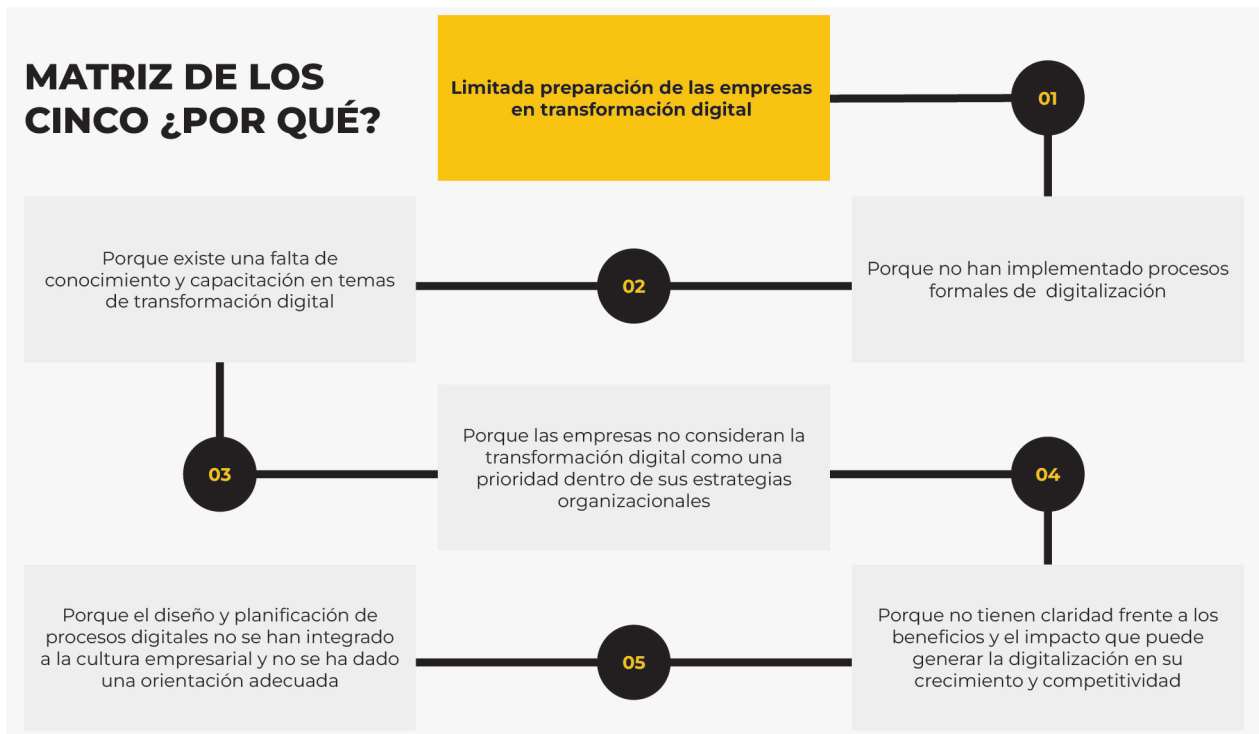 MATRIZ DE LOS
CINCO ¿POR QUÉ?
Limitada preparación de las empresas
en transformación digital
01
Porque no han implementado procesos
formales de digitalización
02
Porque existe una falta de
conocimiento y capacitación en temas
de transformación digital
03
Porque las empresas no consideran la
transformación digital como una
prioridad dentro de sus estrategias
organizacionales
04
Porque no tienen claridad frente a los
beneficios y el impacto que puede
generar la digitalización en su
crecimiento y competitividad
05
Porque el diseño y planificación de
procesos digitales no se han integrado
a la cultura empresarial y no se ha dado
una orientación adecuada